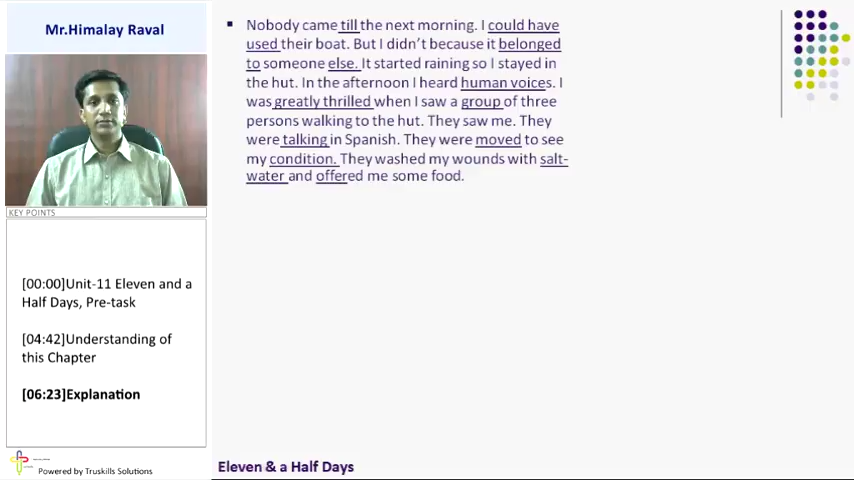 Mr.Himalay Raval
KEY POINTS
[00:00]Unit-11 Eleven and a
Half Days, Pre-task
[04:42]Understanding of
this Chapter
[06:23]Explanation
Powered by Truskills Solutions
Nobody came till the next morning. I could have
used their boat. But I didn't because it belonged
to someone else. It started raining so I stayed in
the hut. In the afternoon I heard human voices. I
was greatly thrilled when I saw a group of three
persons walking to the hut. They saw me. They
were talking in Spanish. They were moved to see
my condition. They washed my wounds with salt-
water and offered me some food.
Eleven & a Half Days